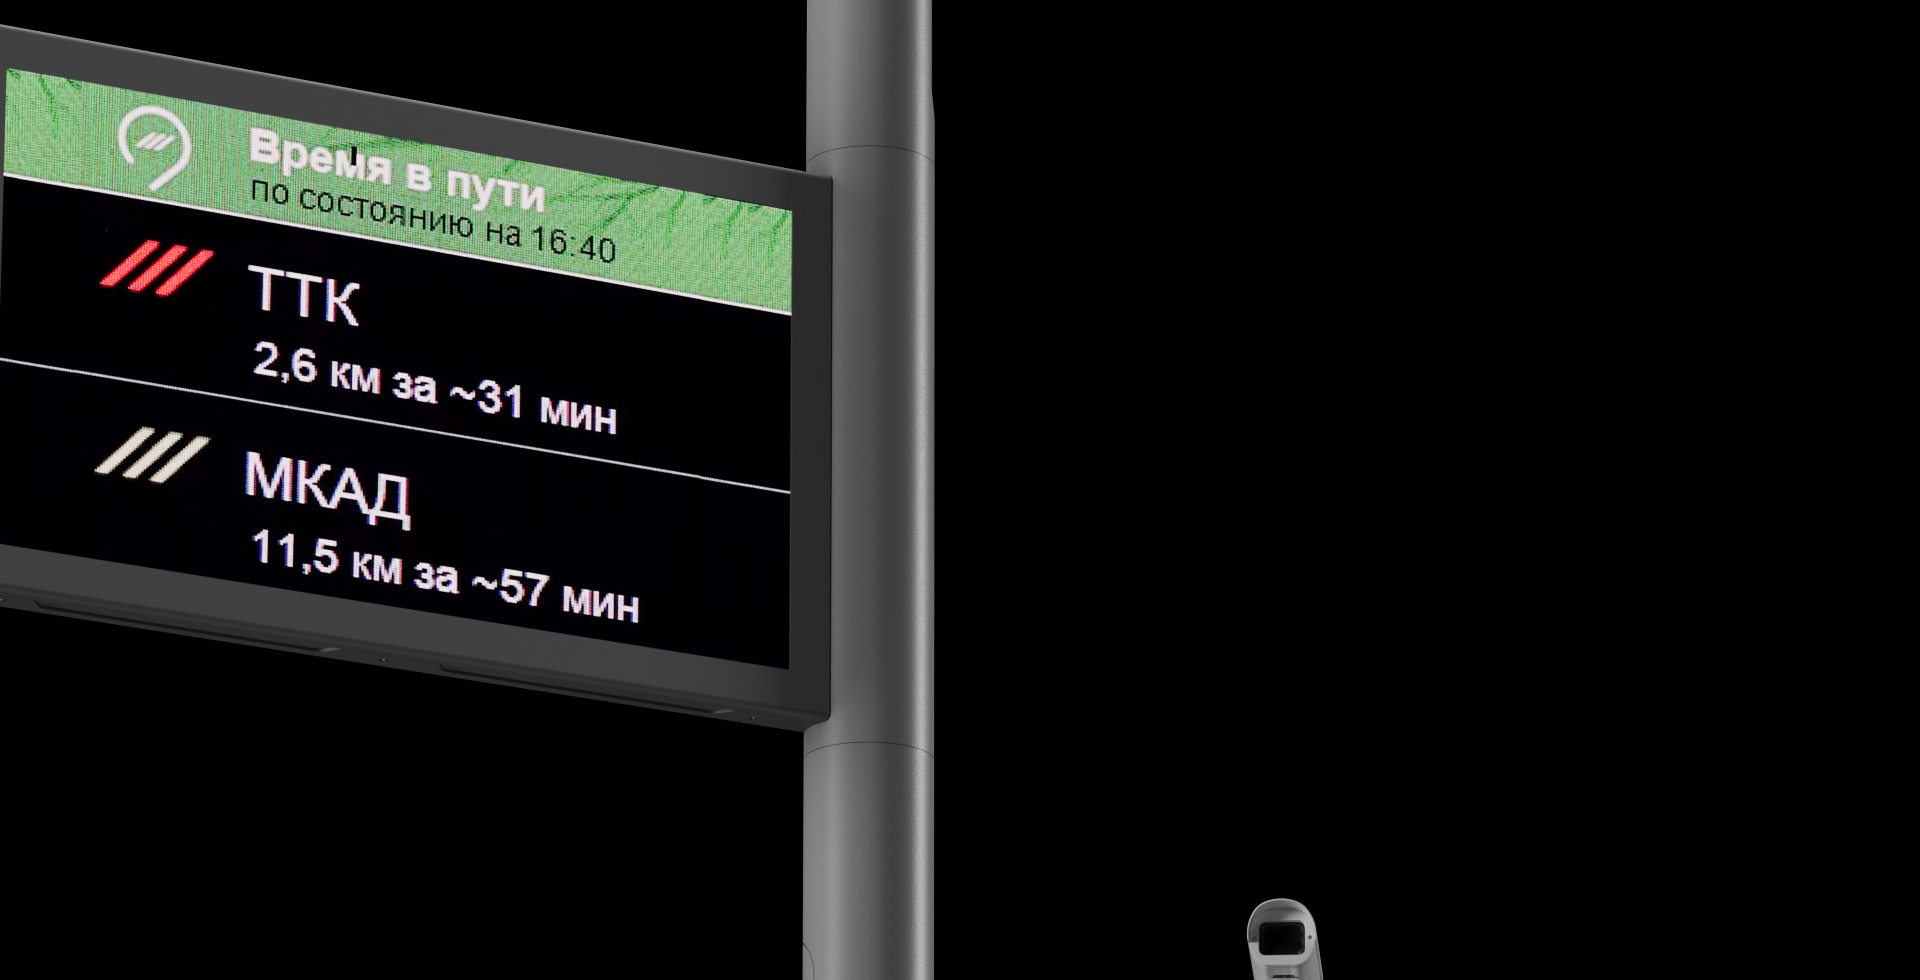 Время в пути
по состоянию на 16:40
ТТК
2,6 км за ~31 мин
МКАД
11,5 км за ~57 мин